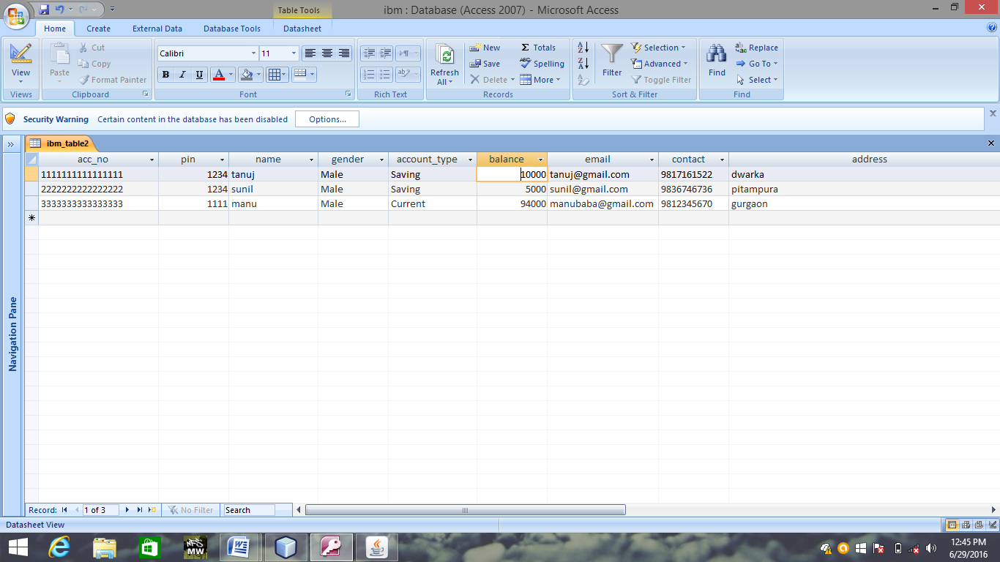 Table Tools
ibm : Database (Access 2007) - Microsoft Access
Home Create External Data Database Tools Datasheet
View
Views
Paste
Cut
Copy
Format Painter
Clipboard
Calibri 11
B I U A
Font
Rich Text
Refresh All
New
Save
Delete
Σ Totals
Spelling
More
Records
Filter
Selection
Advanced
Toggle Filter
Sort & Filter
Find
Replace
Go To
Select
Find
Security Warning Certain content in the database has been disabled Options...
ibm_table2
acc_no pin name gender account_type balance email contact address
1111111111111111 1234 tanuj Male Saving 10000 tanuj@gmail.com 9817161522 dwarka
2222222222222222 1234 sunil Male Saving 5000 sunil@gmail.com 9836746736 pitampura
3333333333333333 1111 manu Male Current 94000 manubaba@gmail.com 9812345670 gurgaon
Navigation Pane
Record: 1 of 3 No Filter Search
Datasheet View
12:45 PM
6/29/2016